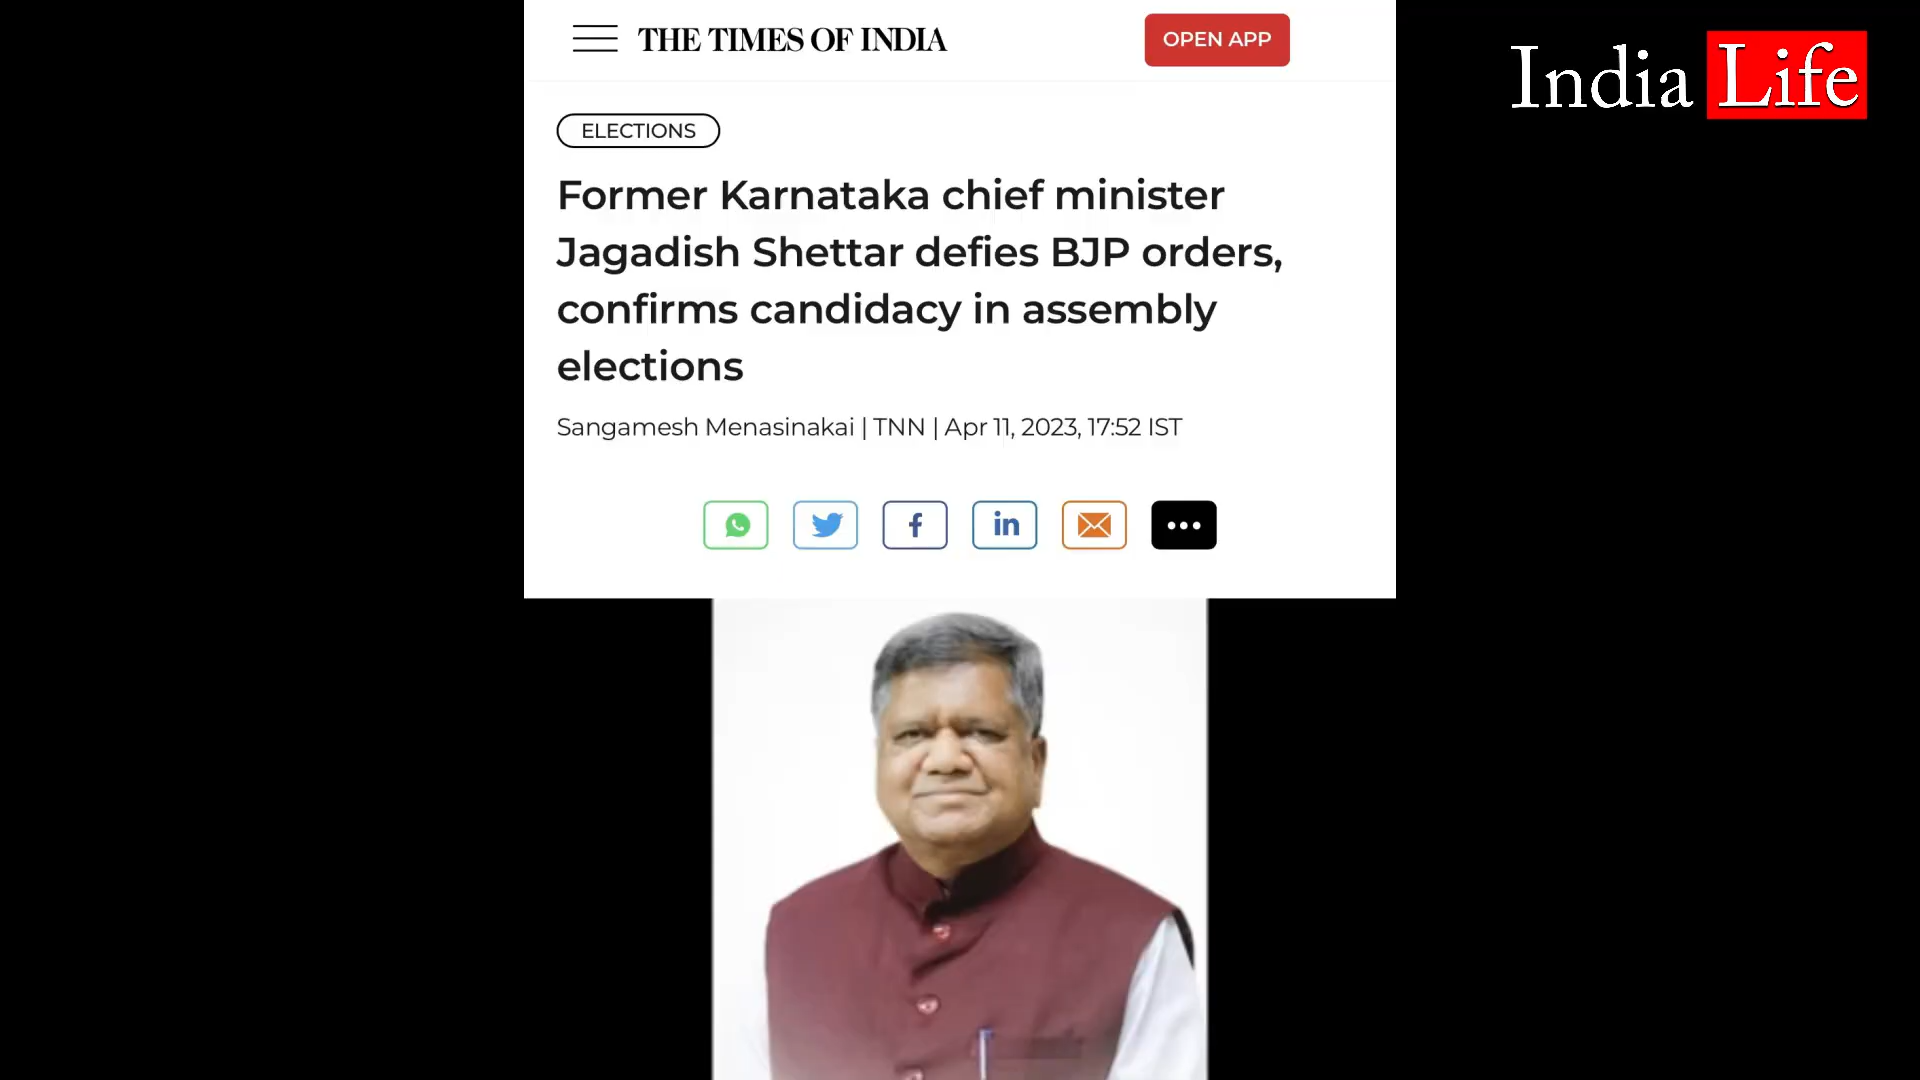 THE TIMES OF INDIA
OPEN APP
India Life
ELECTIONS
Former Karnataka chief minister
Jagadish Shettar defies BJP orders,
confirms candidacy in assembly
elections
Sangamesh Menasinakai | TNN | Apr 11, 2023, 17:52 IST
f
in